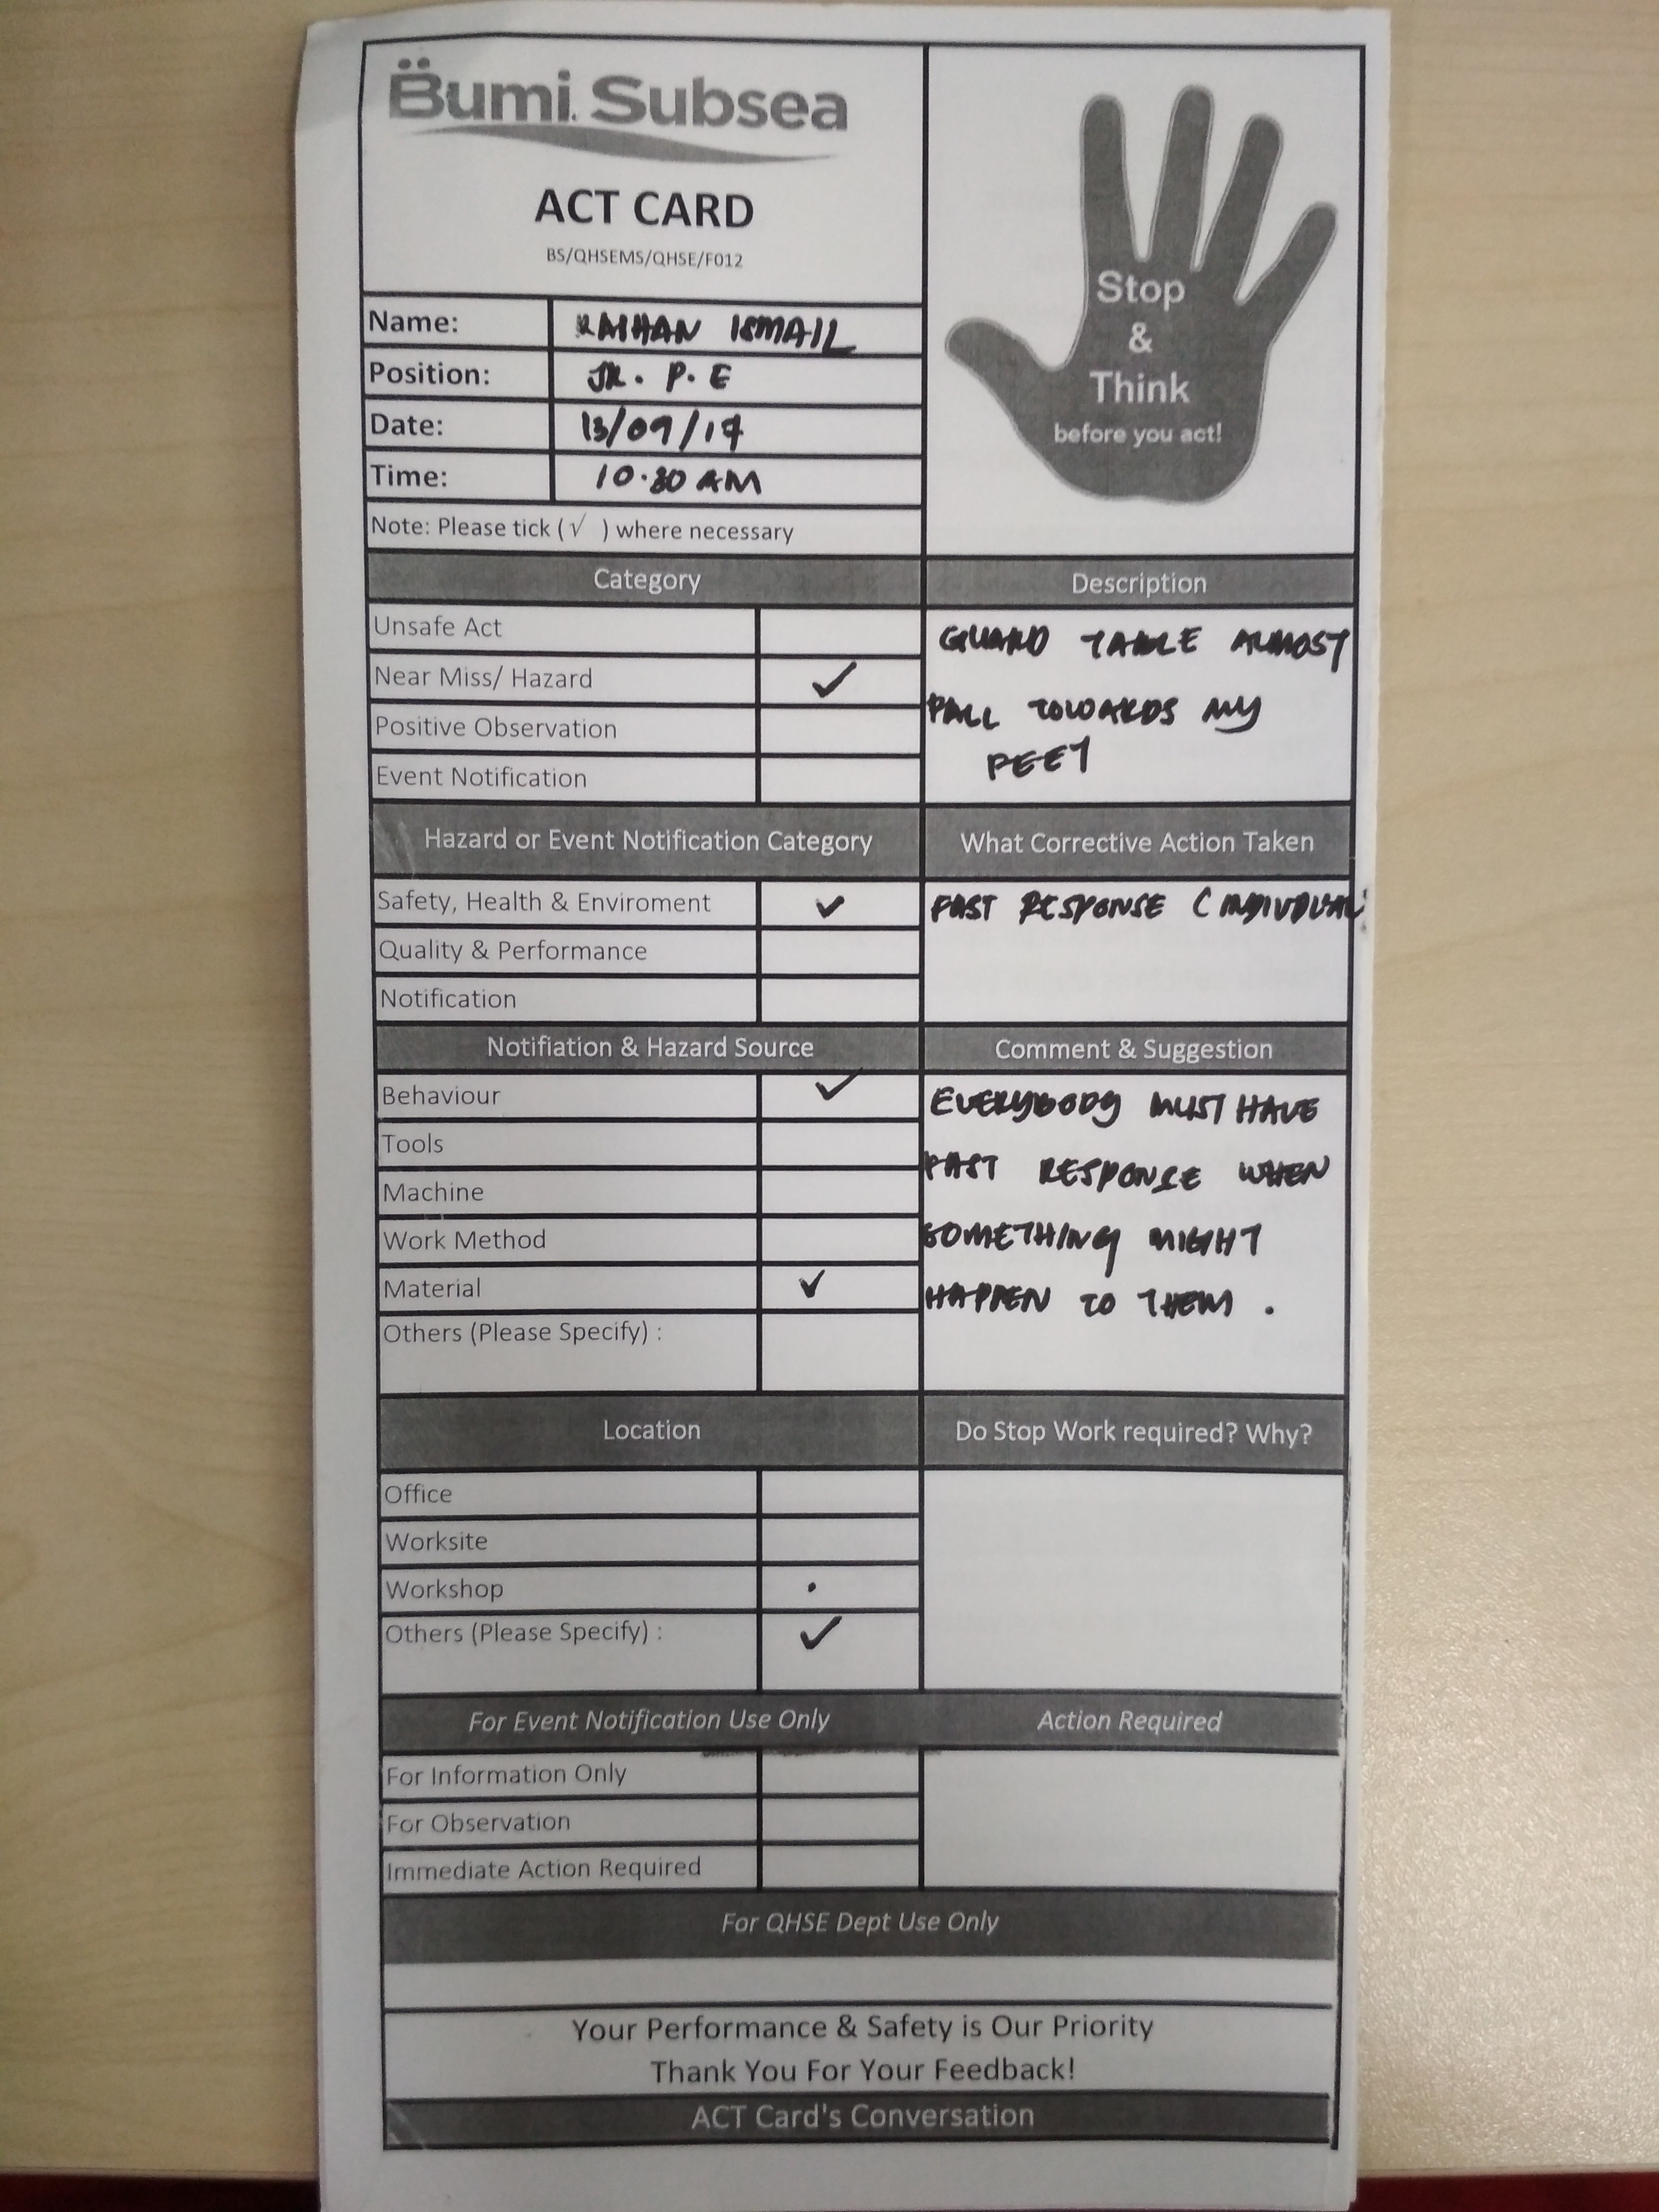 Bumi Subsea
ACT CARD
BS/QHSEMS/QHSE/F012
Stop
&
Think
before you act!
Name: RAIHAN ISMAIL
Position: JR. P.E
Date: 13/09/19
Time: 10.30 AM
Note: Please tick (√ ) where necessary
Category
Unsafe Act
Near Miss/ Hazard ✓
Positive Observation
Event Notification
Description
GUARD TABLE ALMOST
FALL TOWARDS MY
FEET
Hazard or Event Notification Category
Safety, Health & Enviroment ✓
Quality & Performance
Notification
What Corrective Action Taken
FAST RESPONSE (INDIVIDUAL)
Notifiation & Hazard Source
Behaviour ✓
Tools
Machine
Work Method
Material ✓
Others (Please Specify) :
Comment & Suggestion
EVERYBODY MUST HAVE
FAST RESPONSE WHEN
SOMETHING MIGHT
HAPPEN TO THEM .
Location
Office
Worksite
Workshop
Others (Please Specify) : ✓
Do Stop Work required? Why?
For Event Notification Use Only
For Information Only
For Observation
Immediate Action Required
Action Required
For QHSE Dept Use Only
Your Performance & Safety is Our Priority
Thank You For Your Feedback!
ACT Card's Conversation